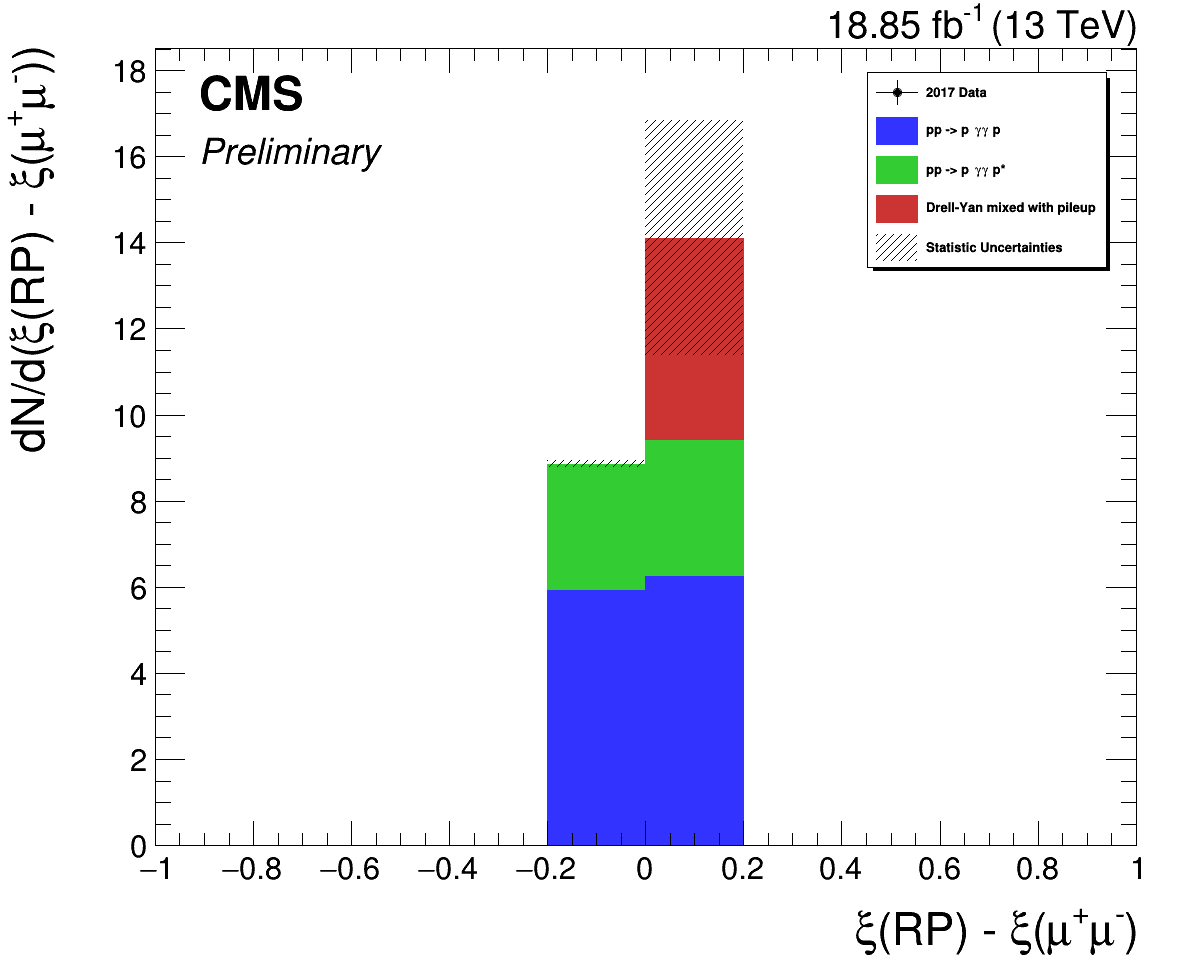 18.85 fb⁻¹ (13 TeV)
dN/d(ξ(RP) - ξ(μ⁺μ⁻))
CMS
Preliminary
2017 Data
pp -> p γγ p
pp -> p γγ p*
Drell-Yan mixed with pileup
Statistic Uncertainties
18
16
14
12
10
8
6
4
2
0
−1 −0.8 −0.6 −0.4 −0.2 0 0.2 0.4 0.6 0.8 1
ξ(RP) - ξ(μ⁺μ⁻)